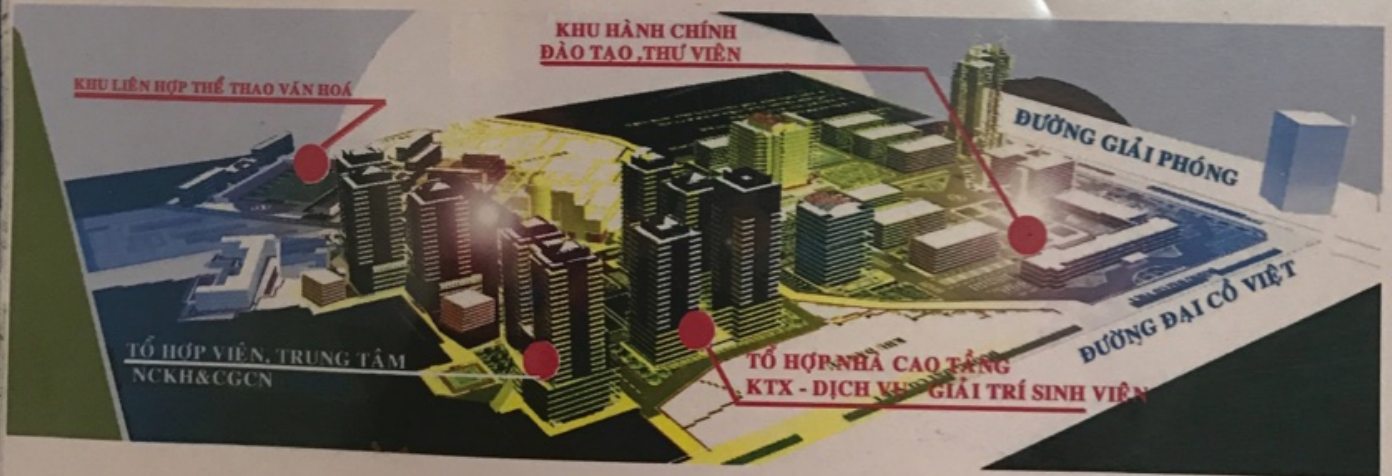 KHU HÀNH CHÍNH
ĐÀO TẠO ,THƯ VIÊN
KHU LIÊN HỢP THỂ THAO VĂN HOÁ
ĐƯỜNG GIẢI PHÓNG
ĐƯỜNG ĐẠI CỒ VIỆT
TỔ HỢP VIÊN, TRUNG TÂM
NCKH&CGCN
TỔ HỢP NHÀ CAO TẦNG
KTX - DỊCH VỤ GIẢI TRÍ SINH VIÊN